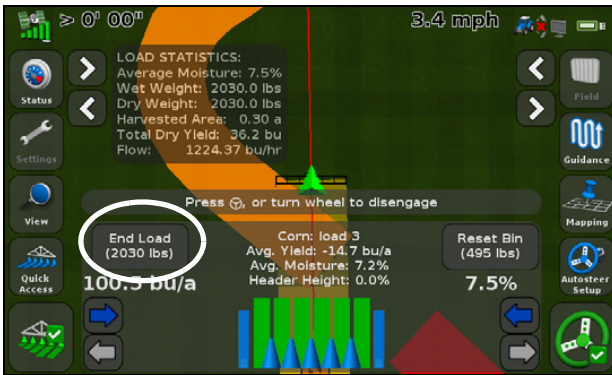 > 0' 00"
3.4 mph
LOAD STATISTICS:
Average Moisture: 7.5%
Wet Weight: 2030.0 lbs
Dry Weight: 2030.0 lbs
Harvested Area: 0.30 a
Total Dry Yield: 36.2 bu
Flow: 1224.37 bu/hr
Status
Field
Settings
Guidance
Press , or turn wheel to disengage
View
Mapping
End Load
(2030 lbs)
Corn: load 3
Avg. Yield: -14.7 bu/a
Avg. Moisture: 7.2%
Header Height: 0.0%
Reset Bin
(495 lbs)
Quick
Access
100.5 bu/a
7.5%
Autosteer
Setup